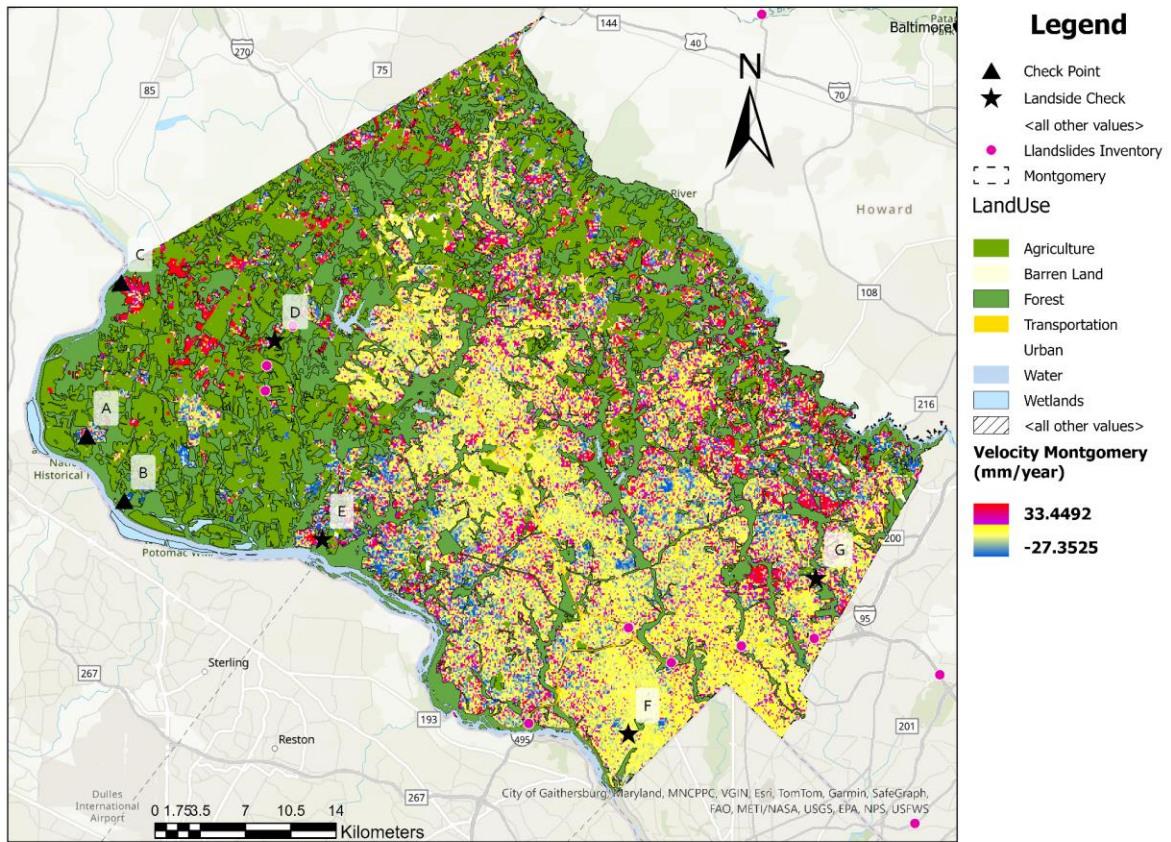 144
Baltimore
Pata
Park
40
270
75
N
85
70
River
Howard
C
108
D
216
A
Natio
Historical
B
E
Potomac W
G
200
95
Sterling
267
F
193
495
201
Reston
Dulles
International
Airport
267
City of Gaithersburg, Maryland, MNCPPC, VGIN, Esri, TomTom, Garmin, SafeGraph,
FAO, METI/NASA, USGS, EPA, NPS, USFWS
0 1.75 3.5 7 10.5 14
Kilometers
Legend
Check Point
Landside Check
<all other values>
Llandslides Inventory
Montgomery
LandUse
Agriculture
Barren Land
Forest
Transportation
Urban
Water
Wetlands
<all other values>
Velocity Montgomery
(mm/year)
33.4492
-27.3525